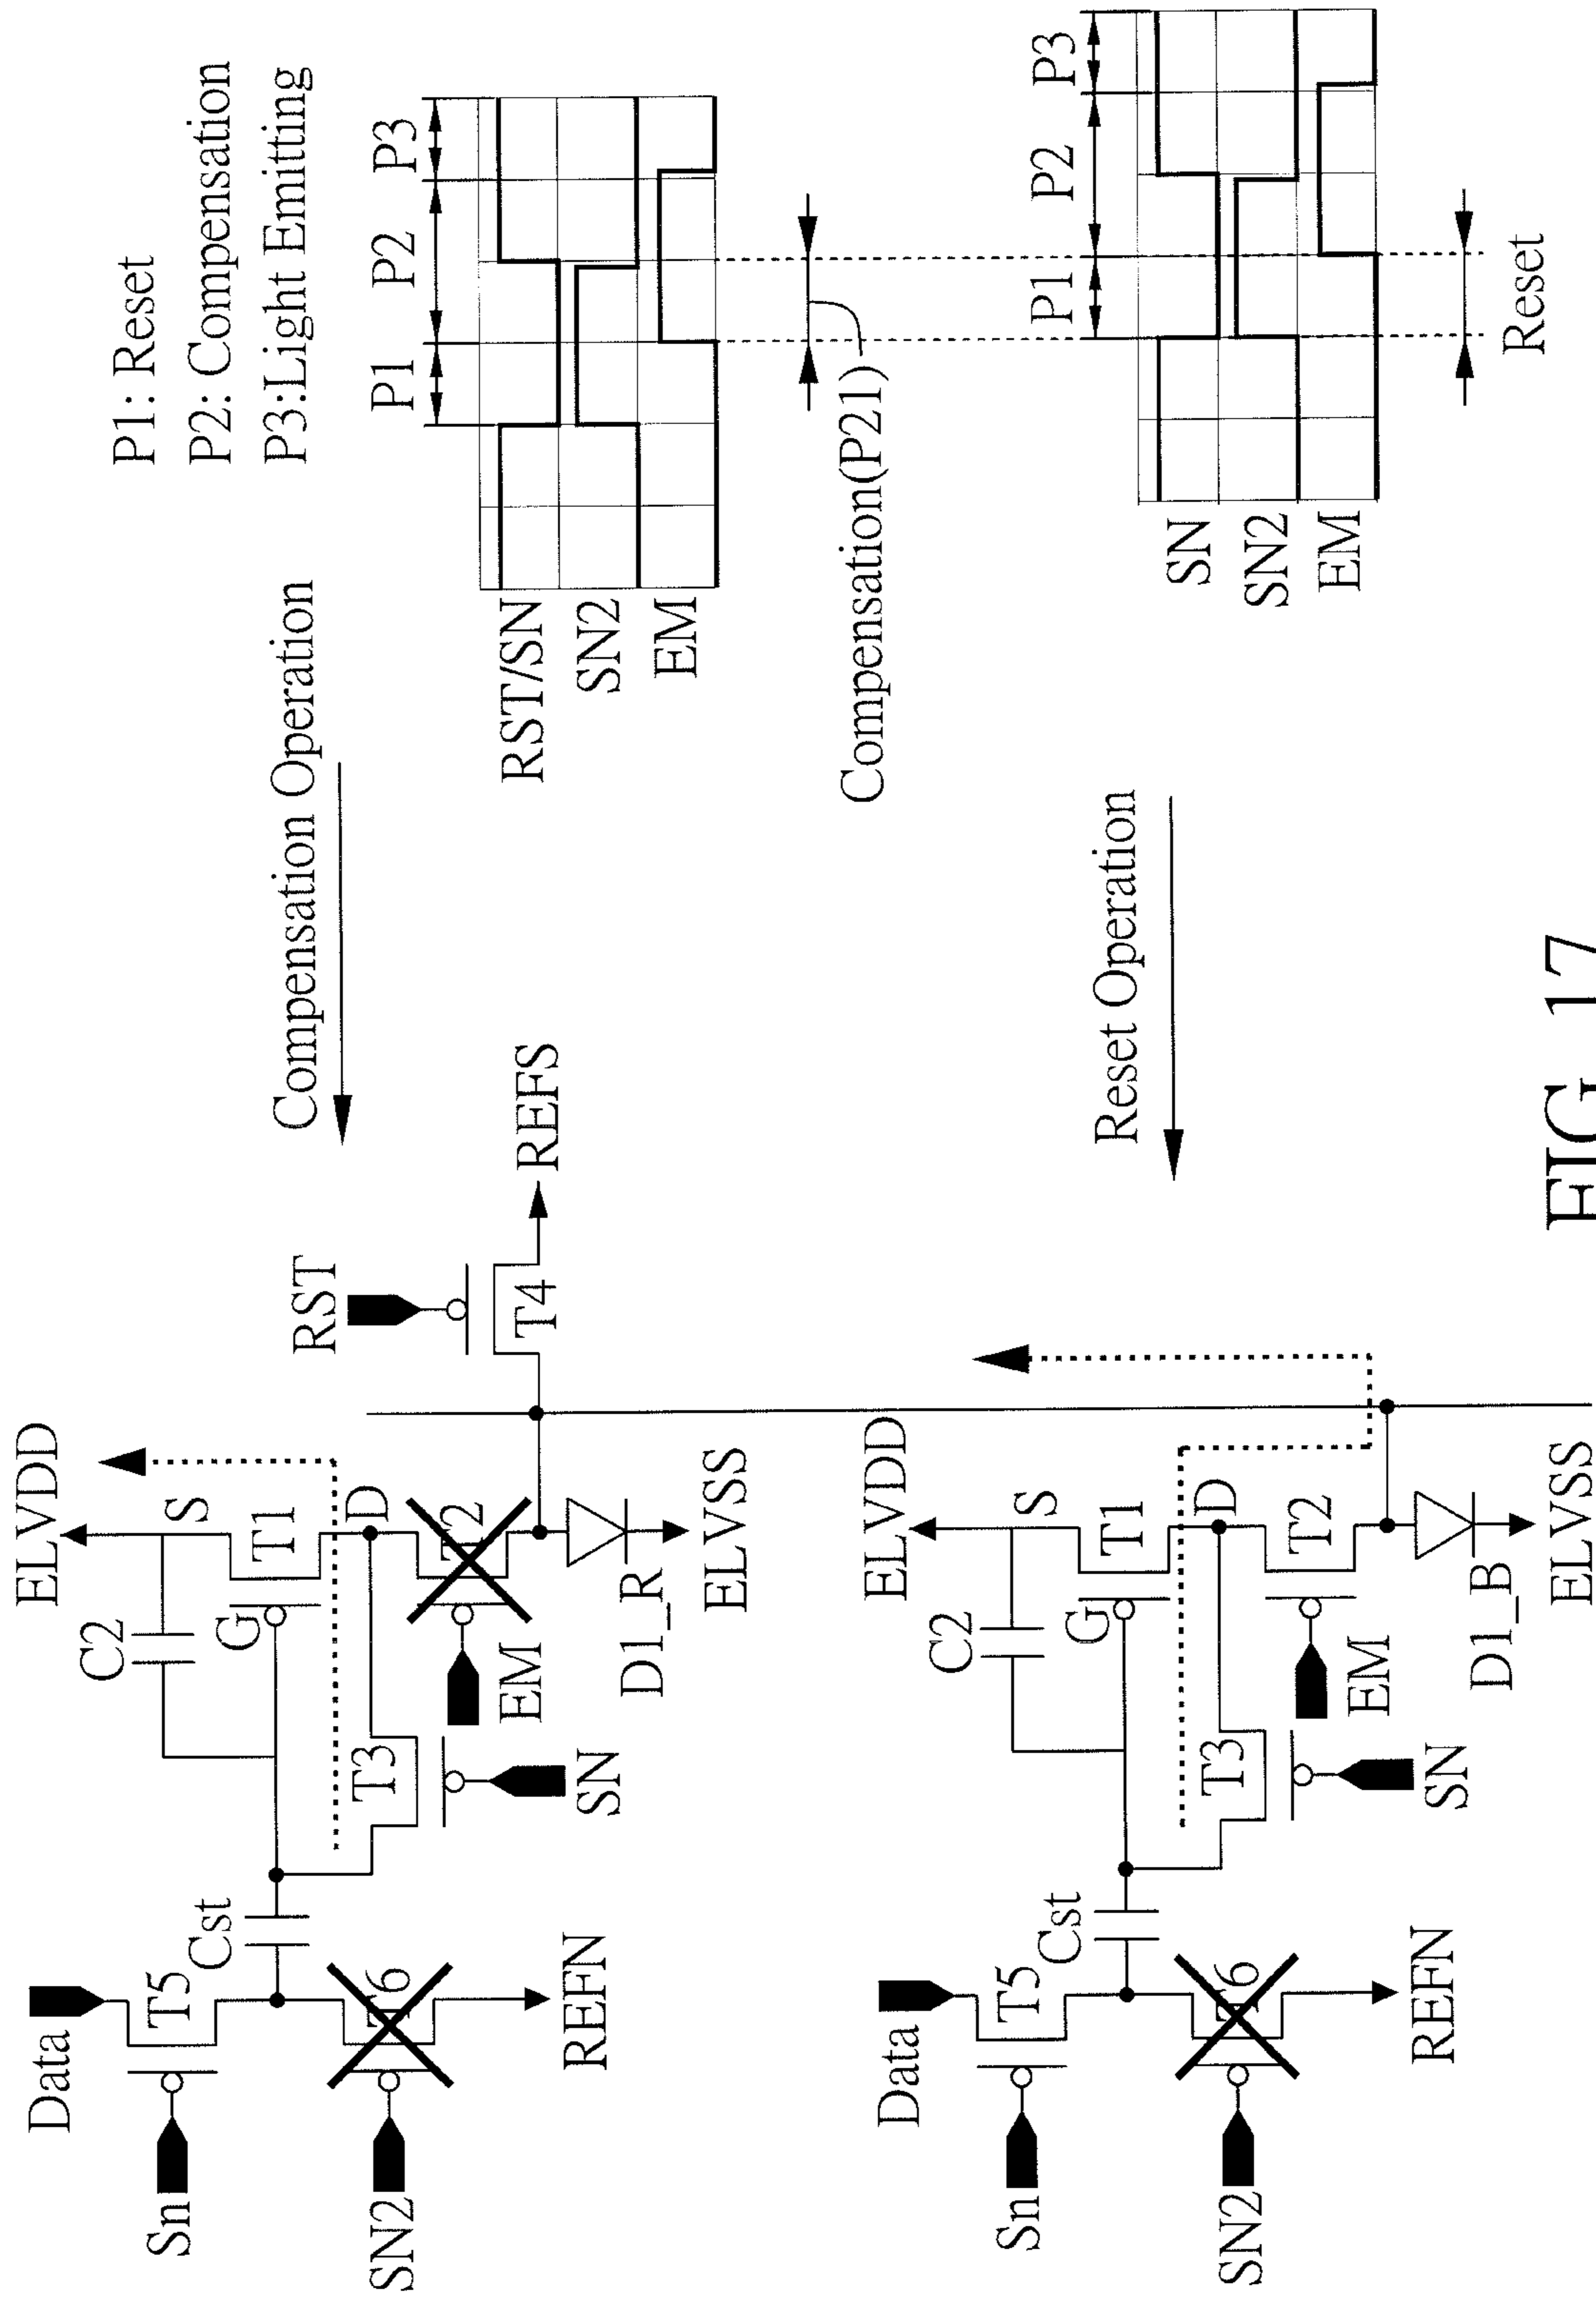 P1: Reset
P2: Compensation
P3:Light Emitting
Data
Sn
T5
Cst
SN2
REFN
C2
ELVDD
S
G
T1
D
T3
SN
EM
D1_R
ELVSS
RST
T4
REFS
Compensation Operation
P1
P2
P3
RST/SN
SN2
EM
Compensation(P21)
Data
Sn
T5
Cst
SN2
REFN
C2
ELVDD
S
G
T1
D
T2
T3
SN
EM
D1_B
ELVSS
Reset Operation
P1
P2
P3
SN
SN2
EM
Reset